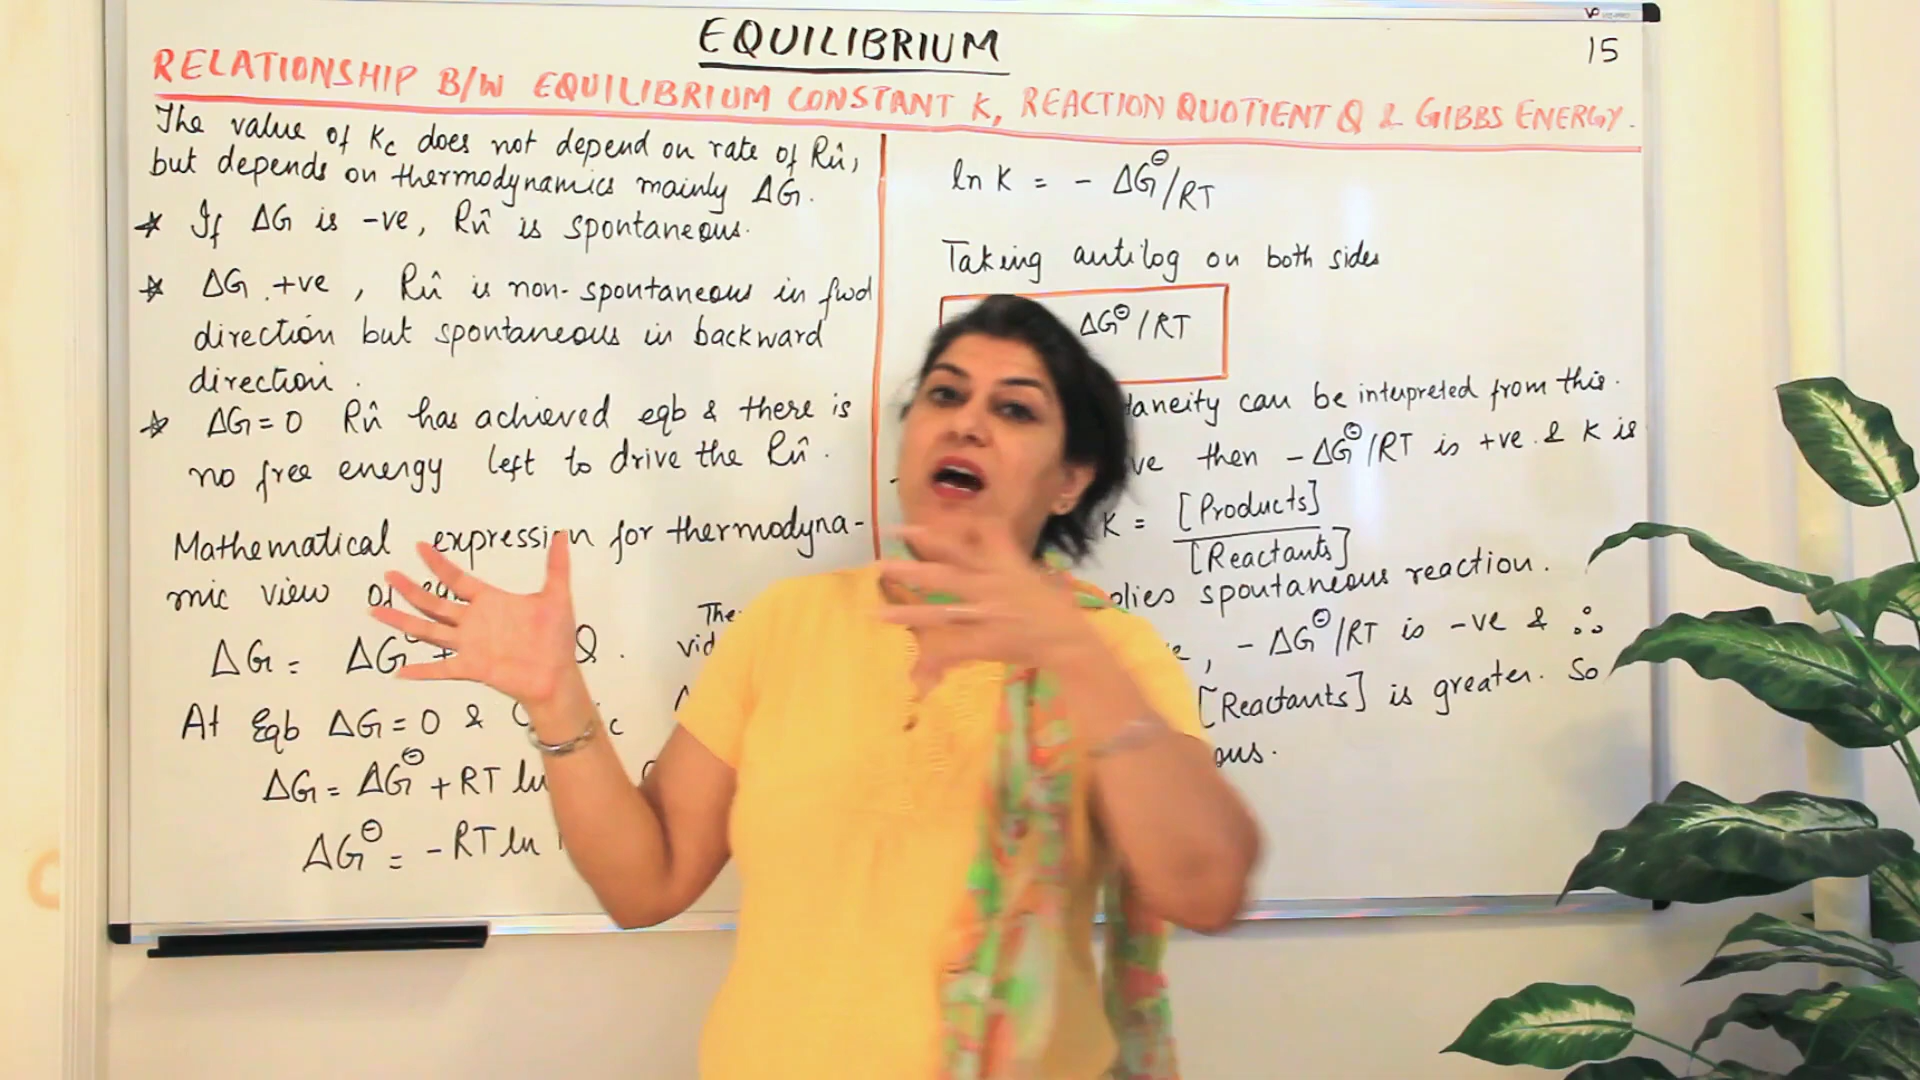 EQUILIBRIUM
15
RELATIONSHIP B/W EQUILIBRIUM CONSTANT K, REACTION QUOTIENT Q & GIBBS ENERGY.
The value of Kc does not depend on rate of Rn̂,
but depends on thermodynamics mainly ΔG.
* If ΔG is -ve, Rn̂ is spontaneous.
* ΔG +ve, Rn̂ is non-spontaneous in fwd
direction but spontaneous in backward
direction.
* ΔG = 0 Rn̂ has achieved eqb & there is
no free energy left to drive the Rn̂.
Mathematical expression for thermodyna-
mic view of
ΔG = ΔG⊖ + Q.
At Eqb ΔG = 0 &
ΔG = ΔG⊖ + RT ln
ΔG⊖ = -RT ln
ln K = - ΔG⊖/RT
Taking antilog on both sides
ΔG⊖/RT
can be interpreted from this.
then -ΔG⊖/RT is +ve & K is
K = [Products]
[Reactants]
spontaneous reaction.
, -ΔG⊖/RT is -ve & ∴
[Reactants] is greater. So